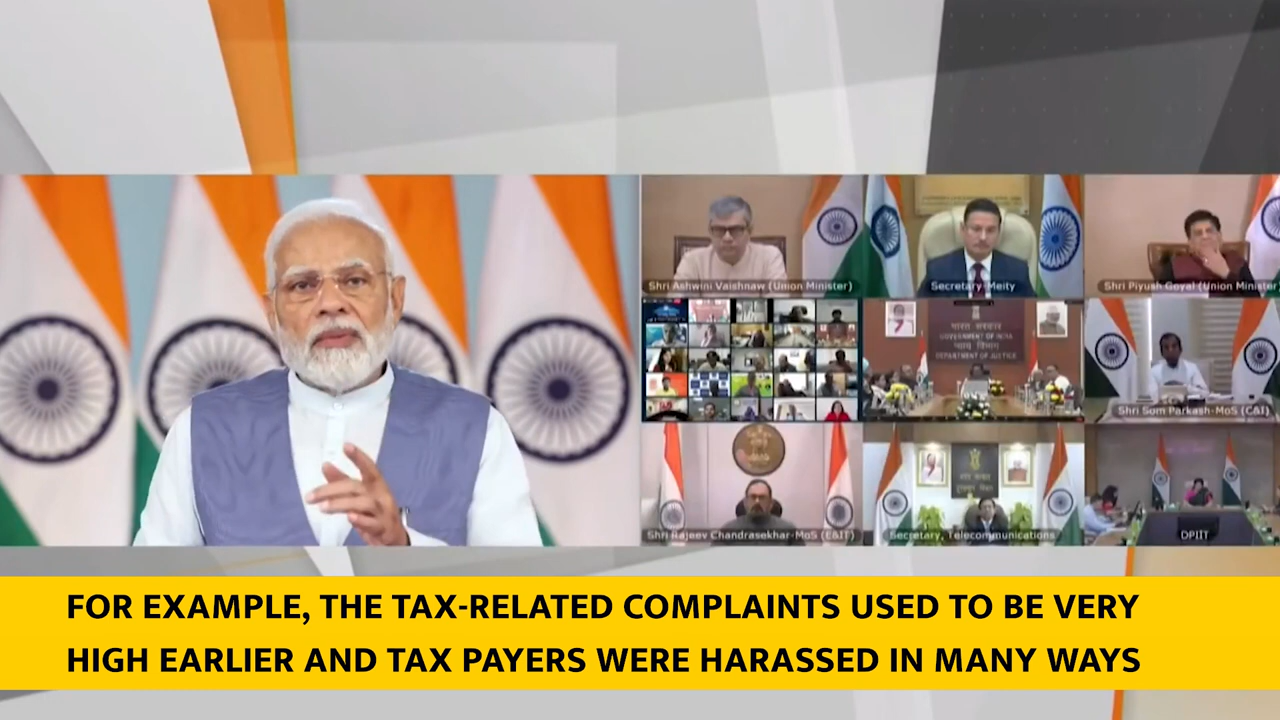 Shri Ashwini Vaishnaw (Union Minister)
Secretary-Meity
Shri Piyush Goyal (Union Minister)
भारत सरकार
GOVERNMENT OF INDIA
न्याय विभाग
DEPARTMENT OF JUSTICE
Shri Som Parkash-MoS (C&I)
Shri Rajeev Chandrasekhar-MoS (E&IT)
Secretary, Telecommunications
DPIIT
FOR EXAMPLE, THE TAX-RELATED COMPLAINTS USED TO BE VERY
HIGH EARLIER AND TAX PAYERS WERE HARASSED IN MANY WAYS